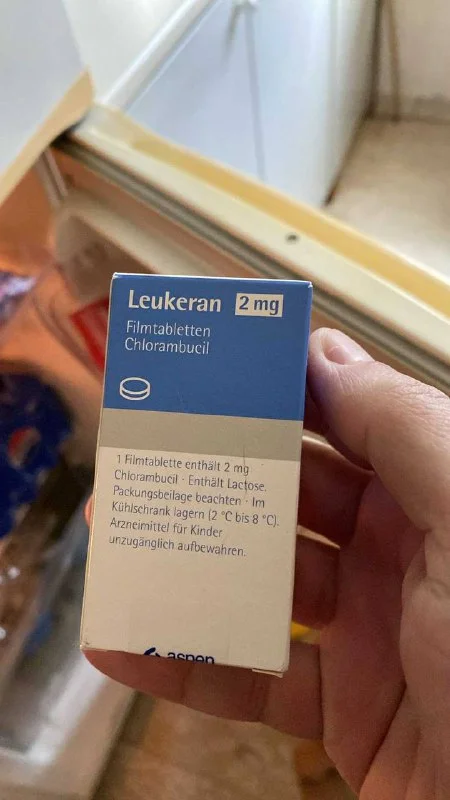 Leukeran 2 mg
Filmtabletten
Chlorambucil
1 Filmtablette enthält 2 mg
Chlorambucil · Enthält Lactose.
Packungsbeilage beachten · Im
Kühlschrank lagern (2 °C bis 8 °C).
Arzneimittel für Kinder
unzugänglich aufbewahren.
aspen